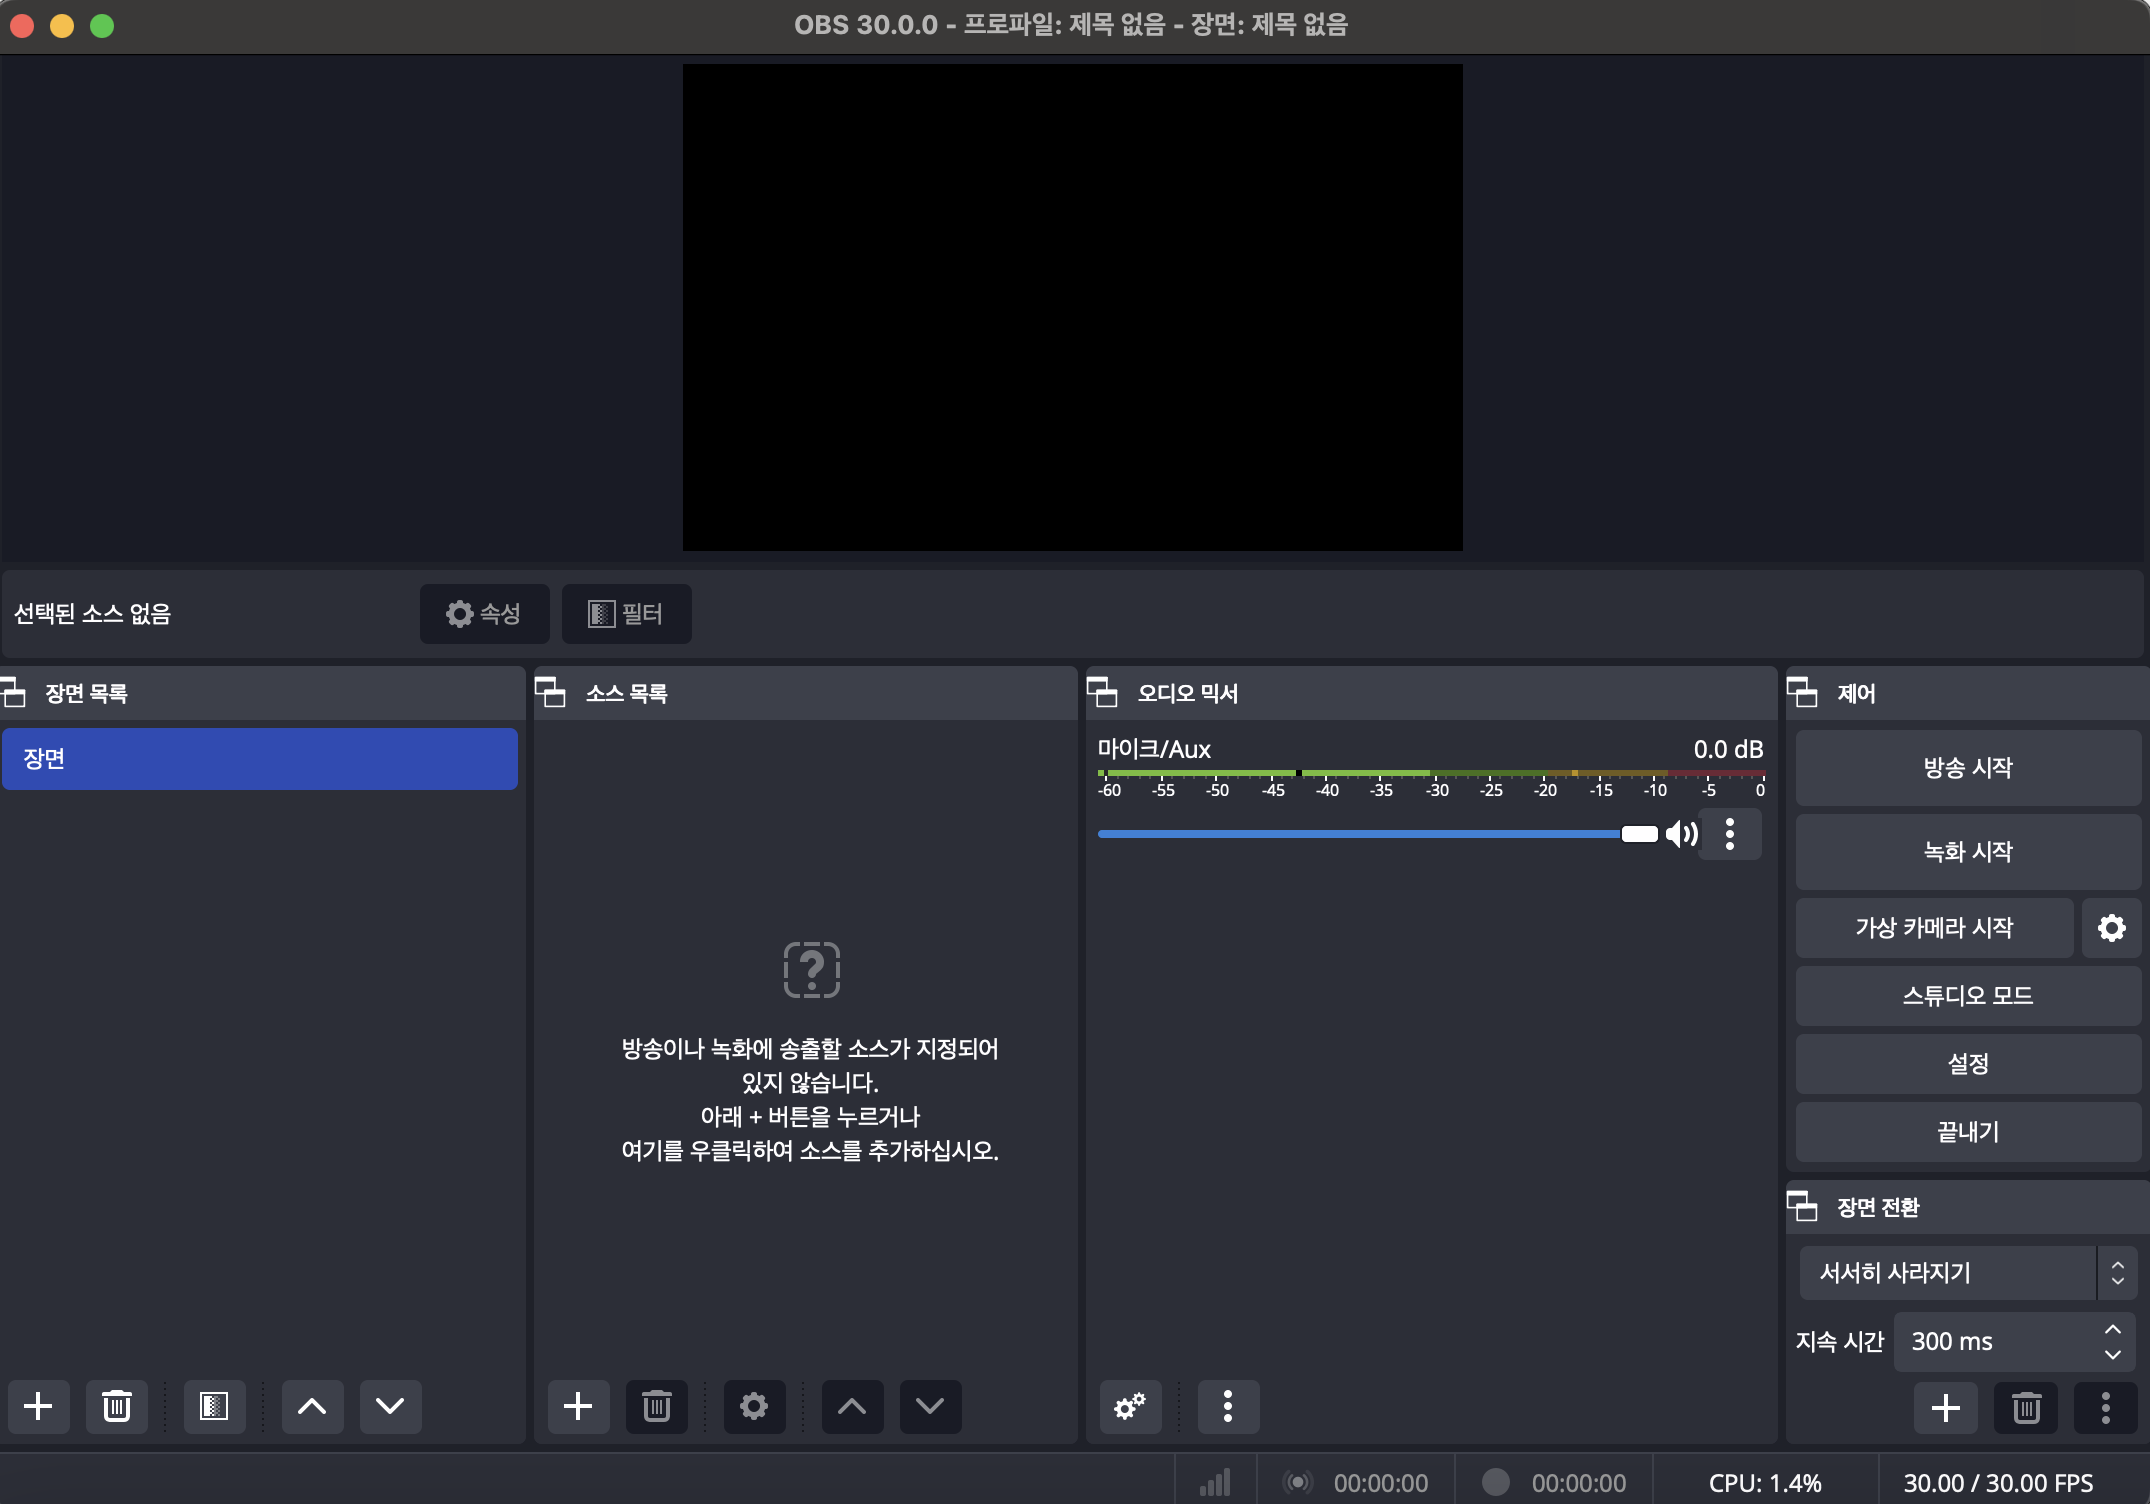 OBS 30.0.0 - 프로파일: 제목 없음 - 장면: 제목 없음
선택된 소스 없음
속성
필터
장면 목록
장면
소스 목록
방송이나 녹화에 송출할 소스가 지정되어
있지 않습니다.
아래 + 버튼을 누르거나
여기를 우클릭하여 소스를 추가하십시오.
오디오 믹서
마이크/Aux 0.0 dB
-60 -55 -50 -45 -40 -35 -30 -25 -20 -15 -10 -5 0
제어
방송 시작
녹화 시작
가상 카메라 시작
스튜디오 모드
설정
끝내기
장면 전환
서서히 사라지기
지속 시간 300 ms
00:00:00 00:00:00 CPU: 1.4% 30.00 / 30.00 FPS